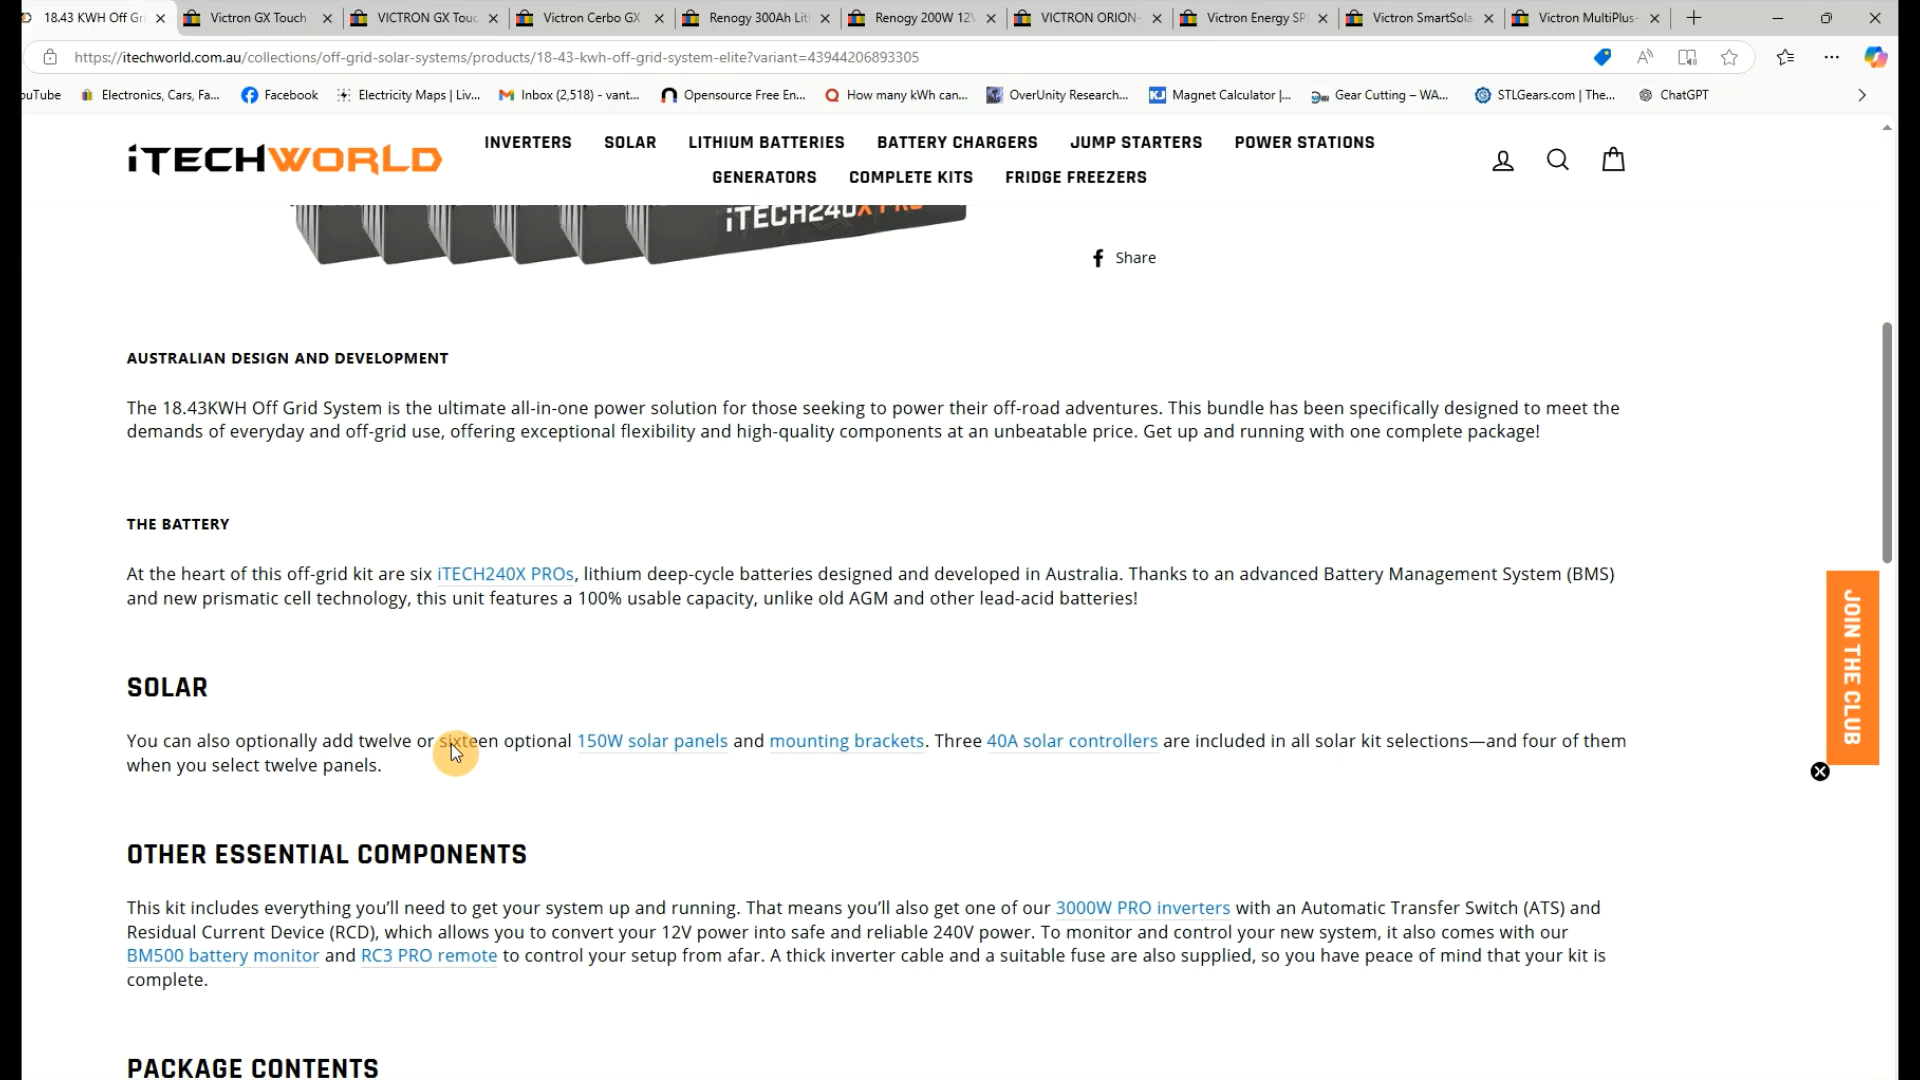 18.43 KWH Off Gri
Victron GX Touch
VICTRON GX Touc
Victron Cerbo GX
Renogy 300Ah Lit
Renogy 200W 12V
VICTRON ORION-
Victron Energy SP
Victron SmartSola
Victron MultiPlus-
https://itechworld.com.au/collections/off-grid-solar-systems/products/18-43-kwh-off-grid-system-elite?variant=43944206893305
ouTube
Electronics, Cars, Fa...
Facebook
Electricity Maps | Liv...
Inbox (2,518) - vant...
Opensource Free En...
How many kWh can...
OverUnity Research...
Magnet Calculator |...
Gear Cutting – WA...
STLGears.com | The...
ChatGPT
iTECHWORLD
INVERTERS SOLAR LITHIUM BATTERIES BATTERY CHARGERS JUMP STARTERS POWER STATIONS
GENERATORS COMPLETE KITS FRIDGE FREEZERS
iTECH240X PRO
Share
AUSTRALIAN DESIGN AND DEVELOPMENT
The 18.43KWH Off Grid System is the ultimate all-in-one power solution for those seeking to power their off-road adventures. This bundle has been specifically designed to meet the
demands of everyday and off-grid use, offering exceptional flexibility and high-quality components at an unbeatable price. Get up and running with one complete package!
THE BATTERY
At the heart of this off-grid kit are six iTECH240X PROs, lithium deep-cycle batteries designed and developed in Australia. Thanks to an advanced Battery Management System (BMS)
and new prismatic cell technology, this unit features a 100% usable capacity, unlike old AGM and other lead-acid batteries!
SOLAR
You can also optionally add twelve or sixteen optional 150W solar panels and mounting brackets. Three 40A solar controllers are included in all solar kit selections—and four of them
when you select twelve panels.
JOIN THE CLUB
OTHER ESSENTIAL COMPONENTS
This kit includes everything you'll need to get your system up and running. That means you'll also get one of our 3000W PRO inverters with an Automatic Transfer Switch (ATS) and
Residual Current Device (RCD), which allows you to convert your 12V power into safe and reliable 240V power. To monitor and control your new system, it also comes with our
BM500 battery monitor and RC3 PRO remote to control your setup from afar. A thick inverter cable and a suitable fuse are also supplied, so you have peace of mind that your kit is
complete.
PACKAGE CONTENTS